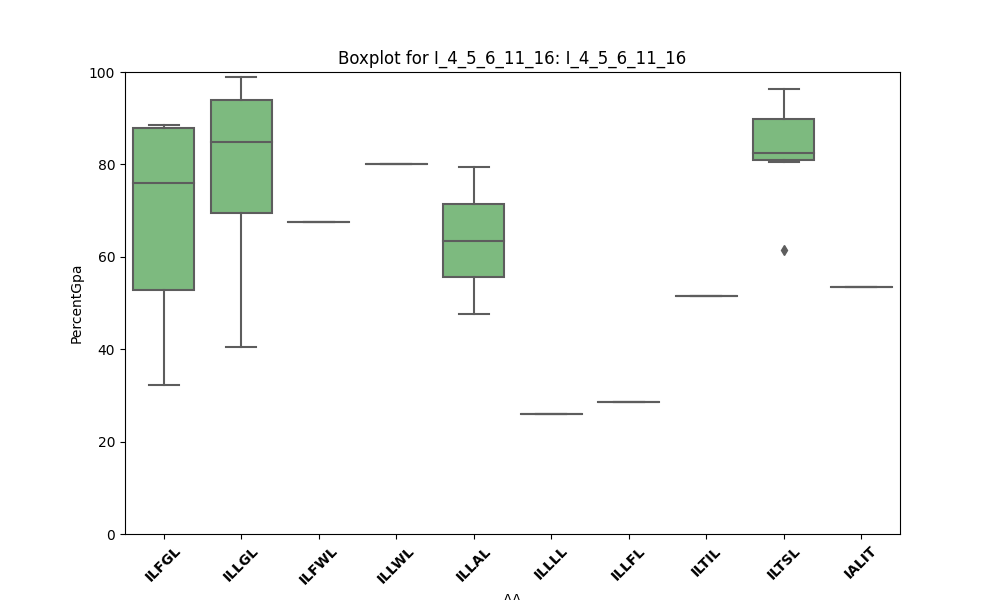 Boxplot for I_4_5_6_11_16: I_4_5_6_11_16
PercentGpa
100
80
60
40
20
0
ILFGL ILLGL ILFWL ILLWL ILLAL ILLLL ILLFL ILTIL ILTSL IALIT
AA